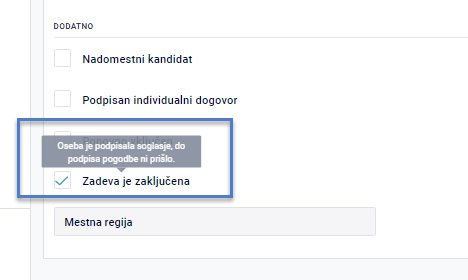 DODATNO
Nadomestni kandidat
Podpisan individualni dogovor
Oseba je podpisala soglasje, do
podpisa pogodbe ni prišlo.
Zadeva je zaključena
Mestna regija